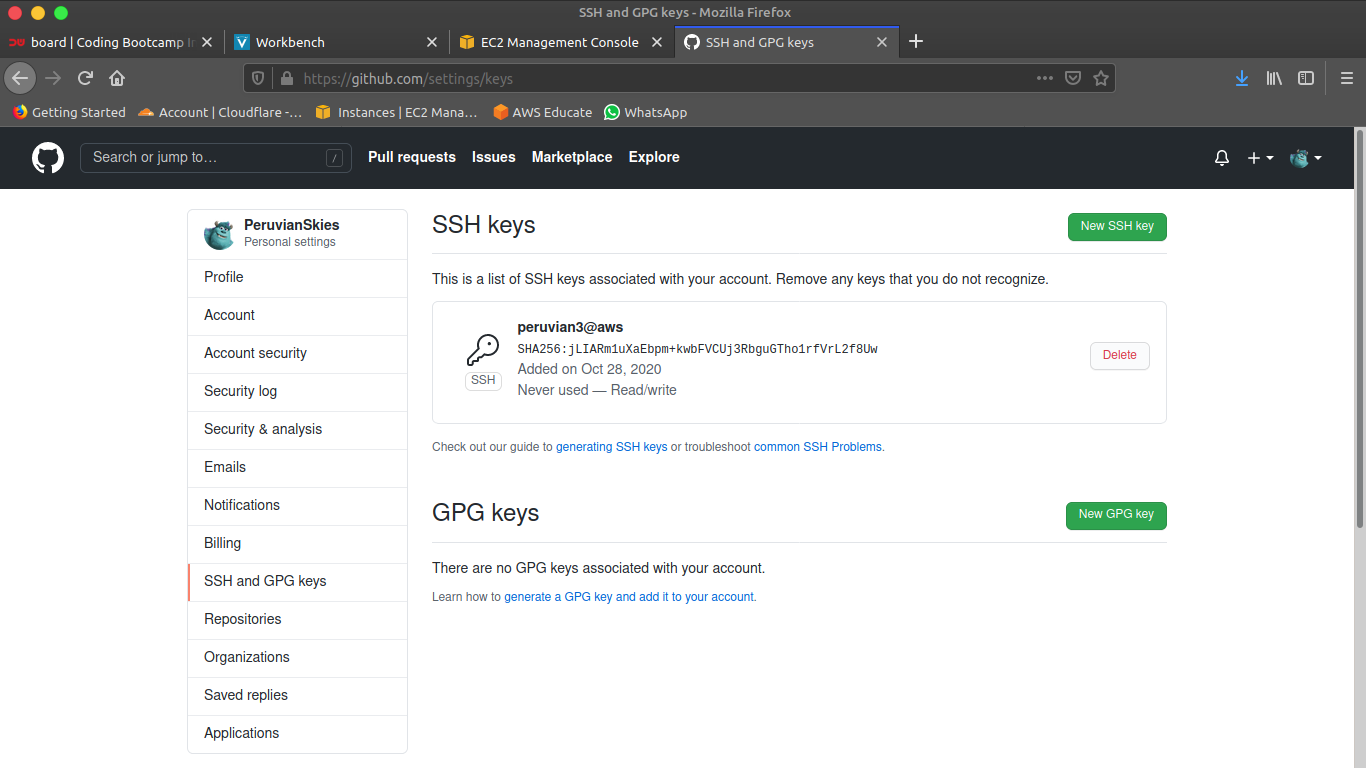 SSH and GPG keys - Mozilla Firefox
board | Coding Bootcamp
Workbench
EC2 Management Console
SSH and GPG keys
https://github.com/settings/keys
Getting Started
Account | Cloudflare -...
Instances | EC2 Mana...
AWS Educate
WhatsApp
Search or jump to...
/
Pull requests
Issues
Marketplace
Explore
PeruvianSkies
Personal settings
Profile
Account
Account security
Security log
Security & analysis
Emails
Notifications
Billing
SSH and GPG keys
Repositories
Organizations
Saved replies
Applications
SSH keys
New SSH key
This is a list of SSH keys associated with your account. Remove any keys that you do not recognize.
SSH
peruvian3@aws
SHA256:jLIARm1uXaEbpm+kwbFVCUj3RbguGTho1rfVrL2f8Uw
Added on Oct 28, 2020
Never used — Read/write
Delete
Check out our guide to generating SSH keys or troubleshoot common SSH Problems.
GPG keys
New GPG key
There are no GPG keys associated with your account.
Learn how to generate a GPG key and add it to your account.